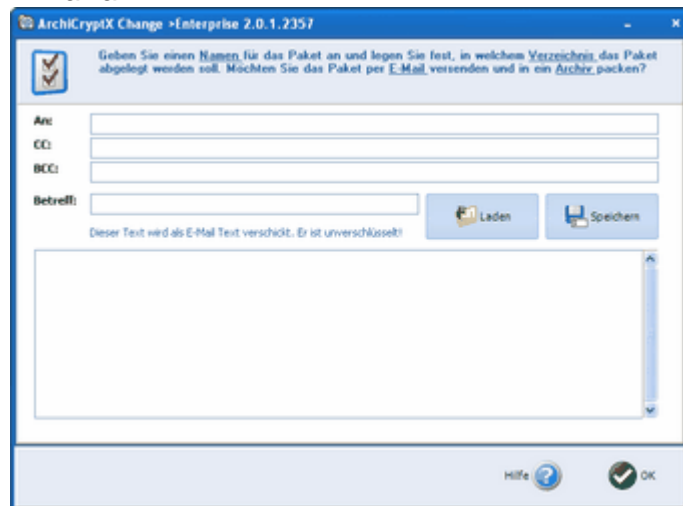 ArchiCryptX Change >Enterprise 2.0.1.2357
Geben Sie einen Namen für das Paket an und legen Sie fest, in welchem Verzeichnis das Paket
abgelegt werden soll. Möchten Sie das Paket per E-Mail versenden und in ein Archiv packen?
An:
CC:
BCC:
Betreff:
Laden
Speichern
Dieser Text wird als E-Mail Text verschickt. Er ist unverschlüsselt!
Hilfe
OK